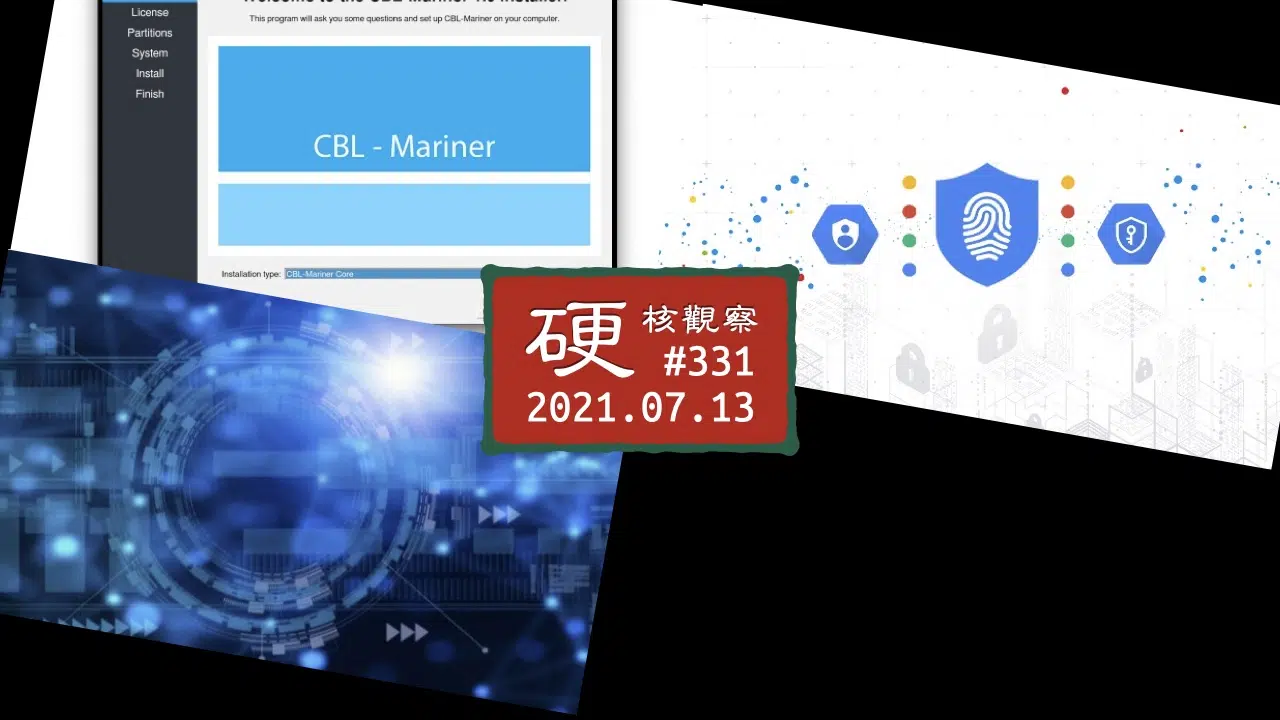 License
Partitions
System
Install
Finish
This program will ask you some questions and set up CBL-Mariner on your computer.
CBL - Mariner
Installation type: CBL-Mariner Core
硬
核觀察
#331
2021.07.13